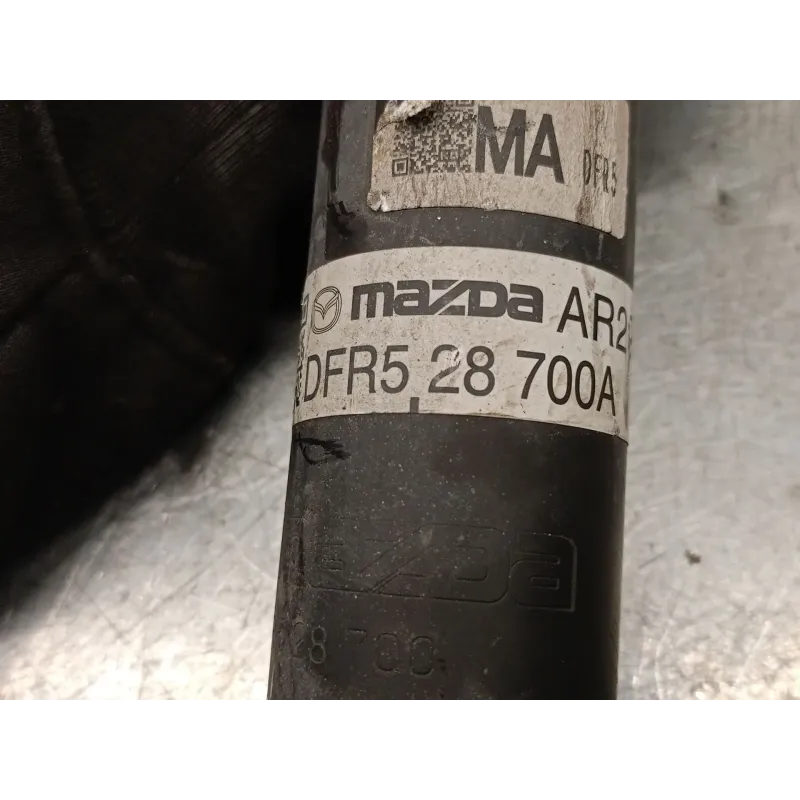 MA DFR5
mazda AR2
DFR5 28 700A
mazda
28 700